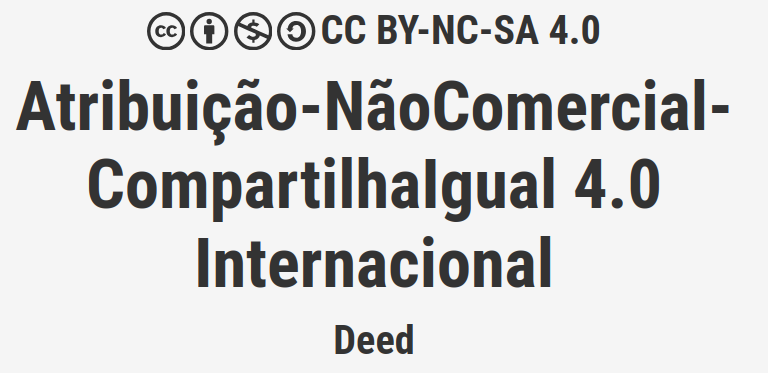 CC BY-NC-SA 4.0
Atribuição-NãoComercial-
CompartilhaIgual 4.0
Internacional
Deed